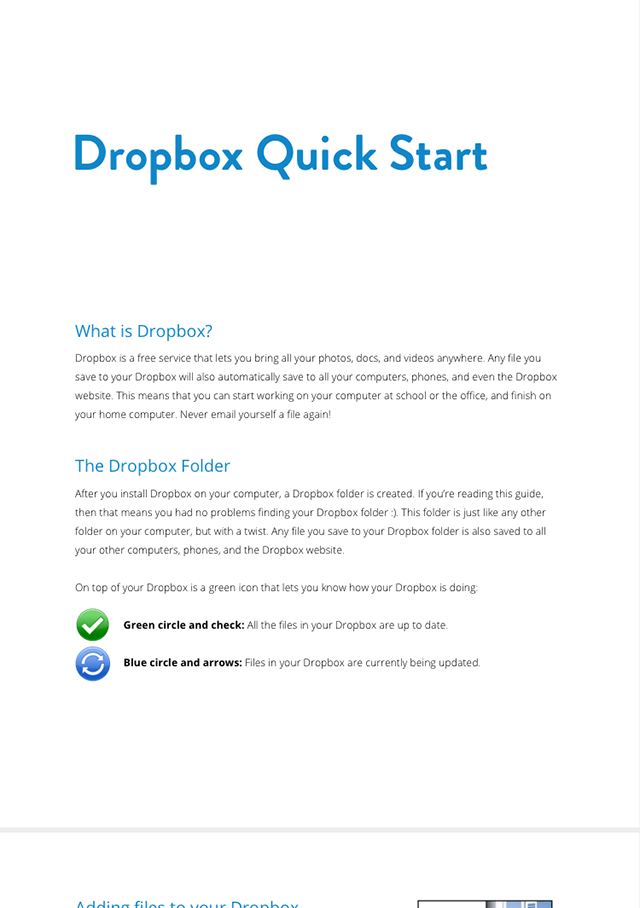 Dropbox Quick Start
What is Dropbox?
Dropbox is a free service that lets you bring all your photos, docs, and videos anywhere. Any file you
save to your Dropbox will also automatically save to all your computers, phones, and even the Dropbox
website. This means that you can start working on your computer at school or the office, and finish on
your home computer. Never email yourself a file again!
The Dropbox Folder
After you install Dropbox on your computer, a Dropbox folder is created. If you’re reading this guide,
then that means you had no problems finding your Dropbox folder :). This folder is just like any other
folder on your computer, but with a twist. Any file you save to your Dropbox folder is also saved to all
your other computers, phones, and the Dropbox website.
On top of your Dropbox is a green icon that lets you know how your Dropbox is doing:
Green circle and check: All the files in your Dropbox are up to date.
Blue circle and arrows: Files in your Dropbox are currently being updated.
Adding files to your Dropbox